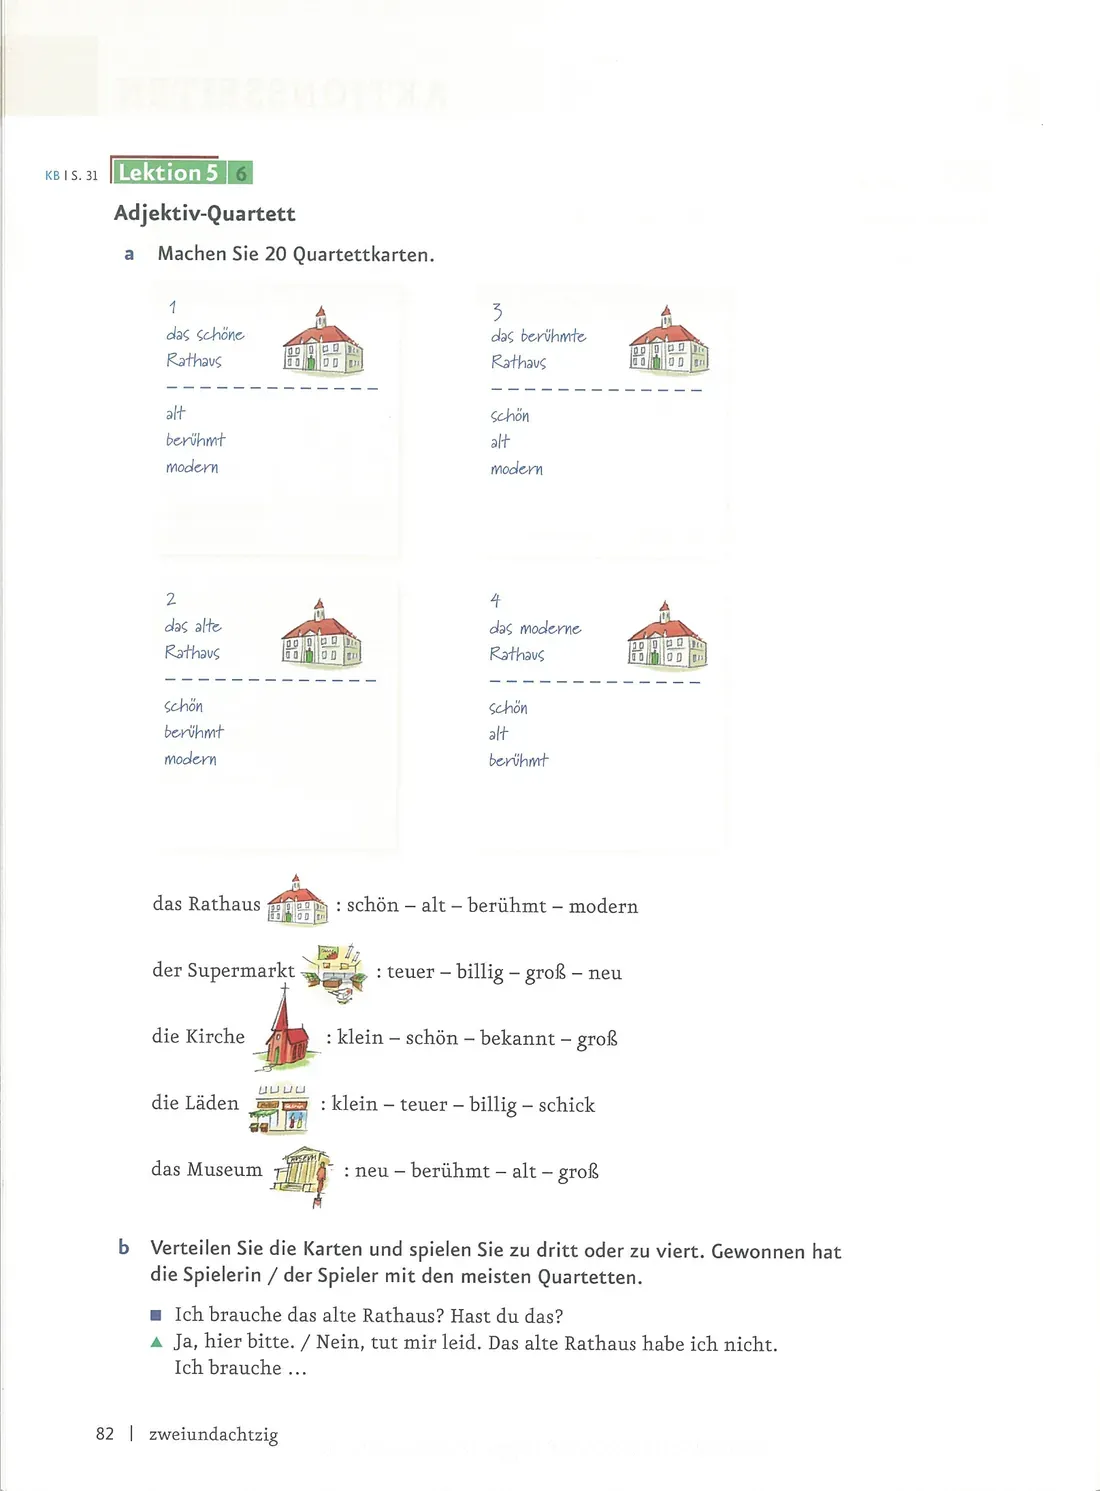 KB | S. 31 Lektion 5 6
Adjektiv-Quartett
a Machen Sie 20 Quartettkarten.
1
das schöne
Rathaus
alt
berühmt
modern
3
das berühmte
Rathaus
schön
alt
modern
2
das alte
Rathaus
schön
berühmt
modern
4
das moderne
Rathaus
schön
alt
berühmt
das Rathaus : schön – alt – berühmt – modern
der Supermarkt : teuer – billig – groß – neu
die Kirche : klein – schön – bekannt – groß
die Läden : klein – teuer – billig – schick
das Museum : neu – berühmt – alt – groß
b Verteilen Sie die Karten und spielen Sie zu dritt oder zu viert. Gewonnen hat
die Spielerin / der Spieler mit den meisten Quartetten.
■ Ich brauche das alte Rathaus? Hast du das?
▲ Ja, hier bitte. / Nein, tut mir leid. Das alte Rathaus habe ich nicht.
Ich brauche ...
82 | zweiundachtzig